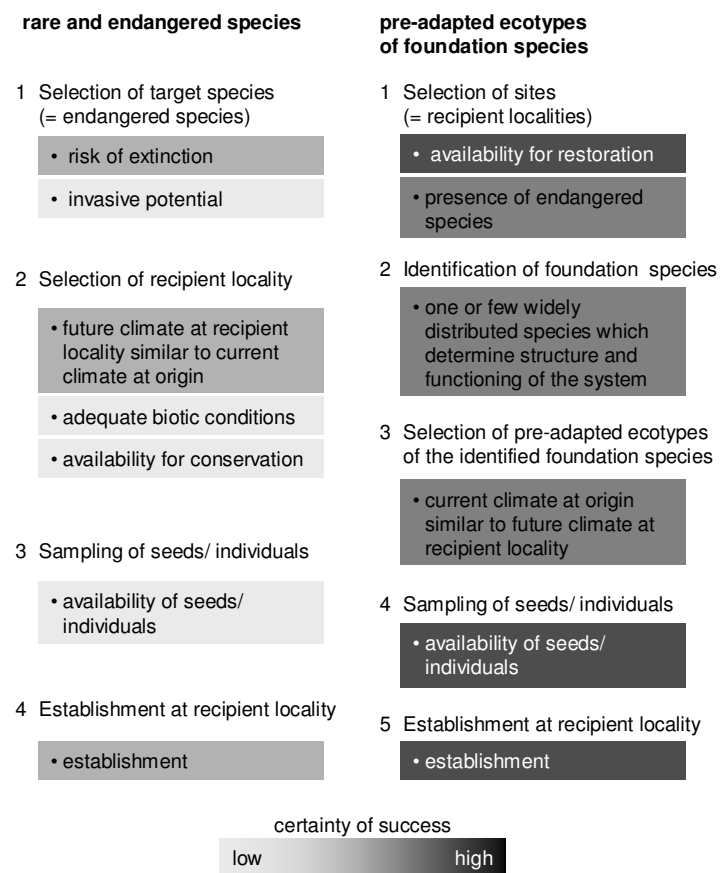 rare and endangered species
1 Selection of target species
(= endangered species)
• risk of extinction
• invasive potential
2 Selection of recipient locality
• future climate at recipient
locality similar to current
climate at origin
• adequate biotic conditions
• availability for conservation
3 Sampling of seeds/ individuals
• availability of seeds/
individuals
4 Establishment at recipient locality
• establishment
pre-adapted ecotypes
of foundation species
1 Selection of sites
(= recipient localities)
• availability for restoration
• presence of endangered
species
2 Identification of foundation species
• one or few widely
distributed species which
determine structure and
functioning of the system
3 Selection of pre-adapted ecotypes
of the identified foundation species
• current climate at origin
similar to future climate at
recipient locality
4 Sampling of seeds/ individuals
• availability of seeds/
individuals
5 Establishment at recipient locality
• establishment
certainty of success
low high